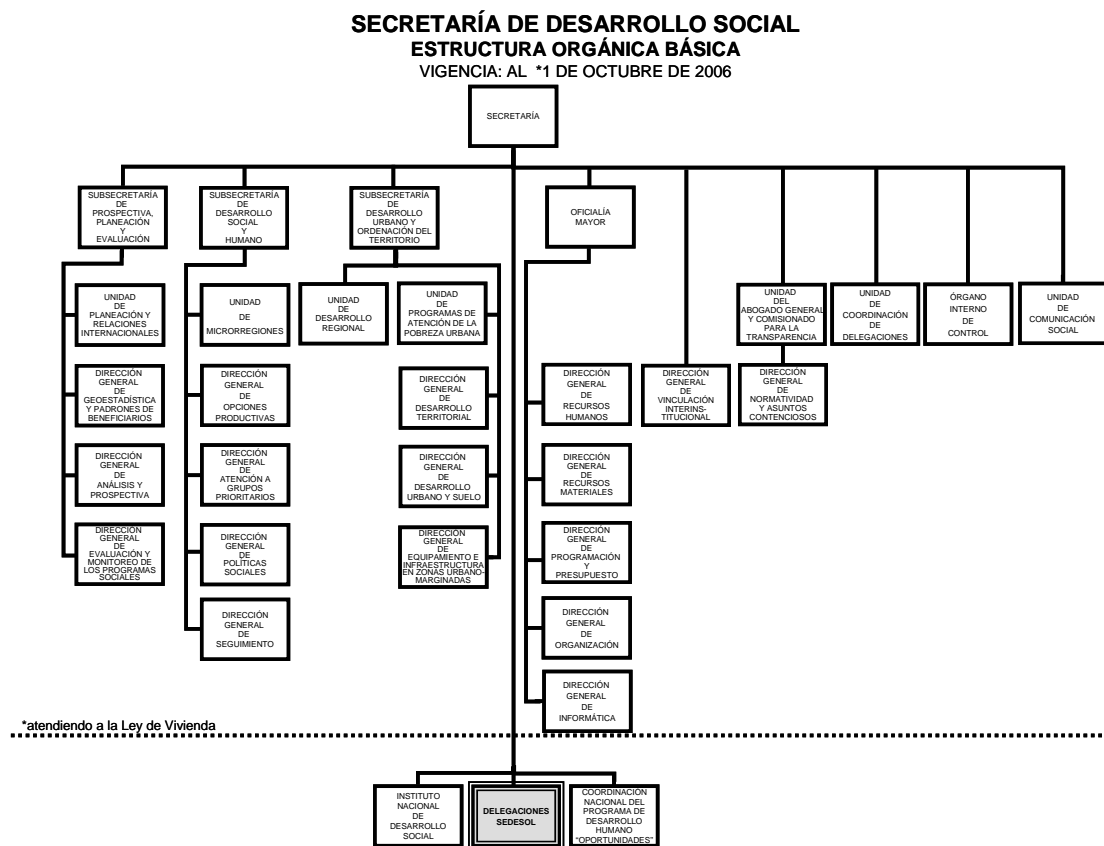 SECRETARÍA DE DESARROLLO SOCIAL
ESTRUCTURA ORGÁNICA BÁSICA
VIGENCIA: AL *1 DE OCTUBRE DE 2006
SECRETARÍA
SUBSECRETARÍA
DE
PROSPECTIVA,
PLANEACIÓN
Y
EVALUACIÓN
SUBSECRETARÍA
DE
DESARROLLO
SOCIAL
Y
HUMANO
SUBSECRETARÍA
DE
DESARROLLO
URBANO Y
ORDENACIÓN DEL
TERRITORIO
OFICIALÍA
MAYOR
UNIDAD
DE
PLANEACIÓN Y
RELACIONES
INTERNACIONALES
UNIDAD
DE
MICRORREGIONES
UNIDAD
DE
DESARROLLO
REGIONAL
UNIDAD
DE
PROGRAMAS DE
ATENCIÓN DE LA
POBREZA URBANA
UNIDAD
DEL
ABOGADO GENERAL
Y COMISIONADO
PARA LA
TRANSPARENCIA
UNIDAD
DE
COORDINACIÓN
DE
DELEGACIONES
ÓRGANO
INTERNO
DE
CONTROL
UNIDAD
DE
COMUNICACIÓN
SOCIAL
DIRECCIÓN
GENERAL
DE
GEOESTADÍSTICA
Y PADRONES DE
BENEFICIARIOS
DIRECCIÓN
GENERAL
DE
OPCIONES
PRODUCTIVAS
DIRECCIÓN
GENERAL
DE
DESARROLLO
TERRITORIAL
DIRECCIÓN
GENERAL
DE
RECURSOS
HUMANOS
DIRECCIÓN
GENERAL
DE
VINCULACIÓN
INTERINS-
TITUCIONAL
DIRECCIÓN
GENERAL
DE
NORMATIVIDAD
Y ASUNTOS
CONTENCIOSOS
DIRECCIÓN
GENERAL
DE
ANÁLISIS Y
PROSPECTIVA
DIRECCIÓN
GENERAL
DE
ATENCIÓN A
GRUPOS
PRIORITARIOS
DIRECCIÓN
GENERAL
DE
DESARROLLO
URBANO Y SUELO
DIRECCIÓN
GENERAL
DE
RECURSOS
MATERIALES
DIRECCIÓN
GENERAL
DE
EVALUACIÓN Y
MONITOREO DE
LOS PROGRAMAS
SOCIALES
DIRECCIÓN
GENERAL
DE
POLÍTICAS
SOCIALES
DIRECCIÓN
GENERAL
DE
EQUIPAMIENTO E
INFRAESTRUCTURA
EN ZONAS URBANO-
MARGINADAS
DIRECCIÓN
GENERAL
DE
PROGRAMACIÓN
Y
PRESUPUESTO
DIRECCIÓN
GENERAL
DE
SEGUIMIENTO
DIRECCIÓN
GENERAL
DE
ORGANIZACIÓN
DIRECCIÓN
GENERAL
DE
INFORMÁTICA
*atendiendo a la Ley de Vivienda
INSTITUTO
NACIONAL
DE
DESARROLLO
SOCIAL
DELEGACIONES
SEDESOL
COORDINACIÓN
NACIONAL DEL
PROGRAMA DE
DESARROLLO
HUMANO
"OPORTUNIDADES"